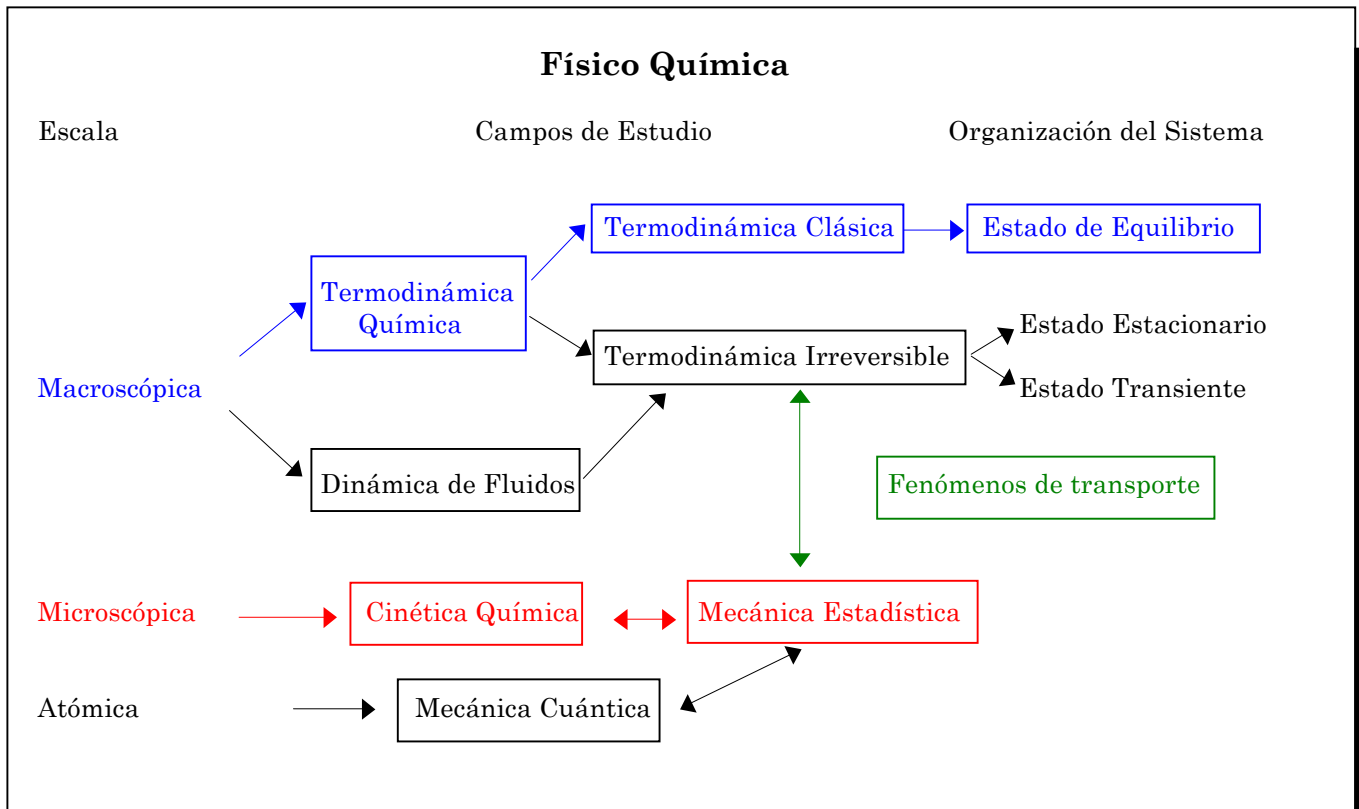 Físico Química
Escala
Campos de Estudio
Organización del Sistema
Termodinámica Clásica
Estado de Equilibrio
Termodinámica
Química
Termodinámica Irreversible
Estado Estacionario
Macroscópica
Estado Transiente
Dinámica de Fluidos
Fenómenos de transporte
Microscópica
Cinética Química
Mecánica Estadística
Atómica
Mecánica Cuántica